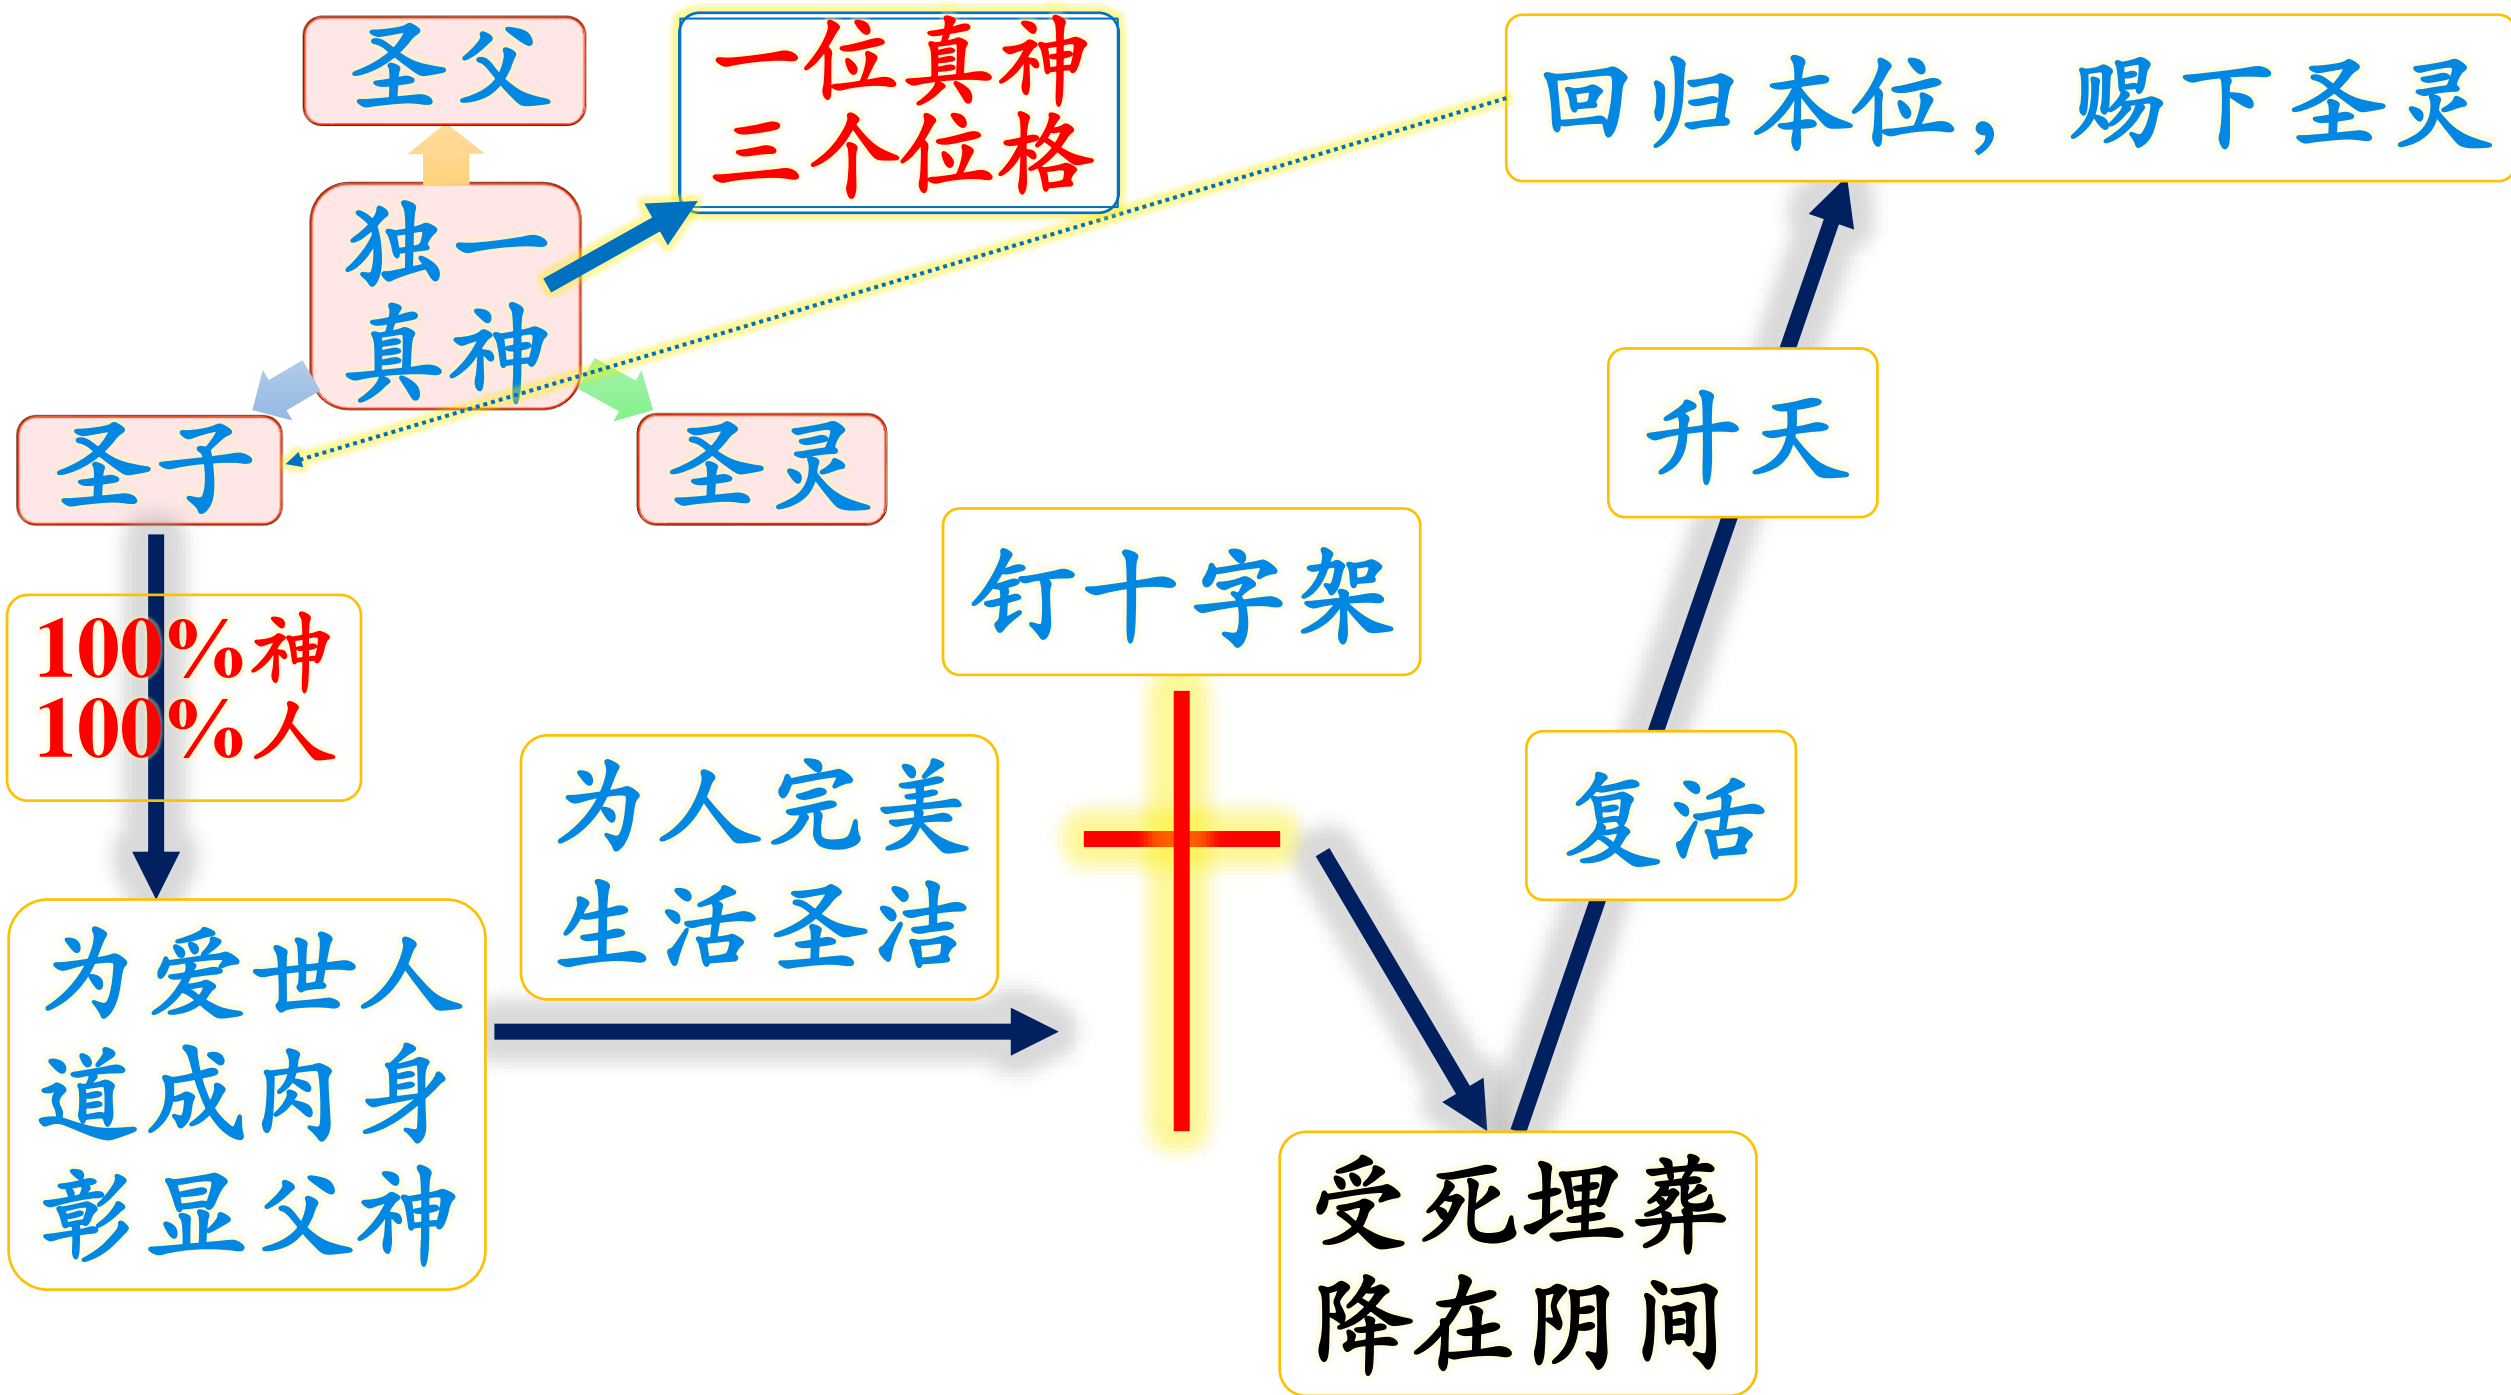 圣父
一位真神
三个位格
回归本位，赐下圣灵
独一
真神
圣子
圣灵
升天
钉十字架
100%神
100%人
为人完美
生活圣洁
复活
为爱世人
道成肉身
彰显父神
受死埋葬
降在阴间